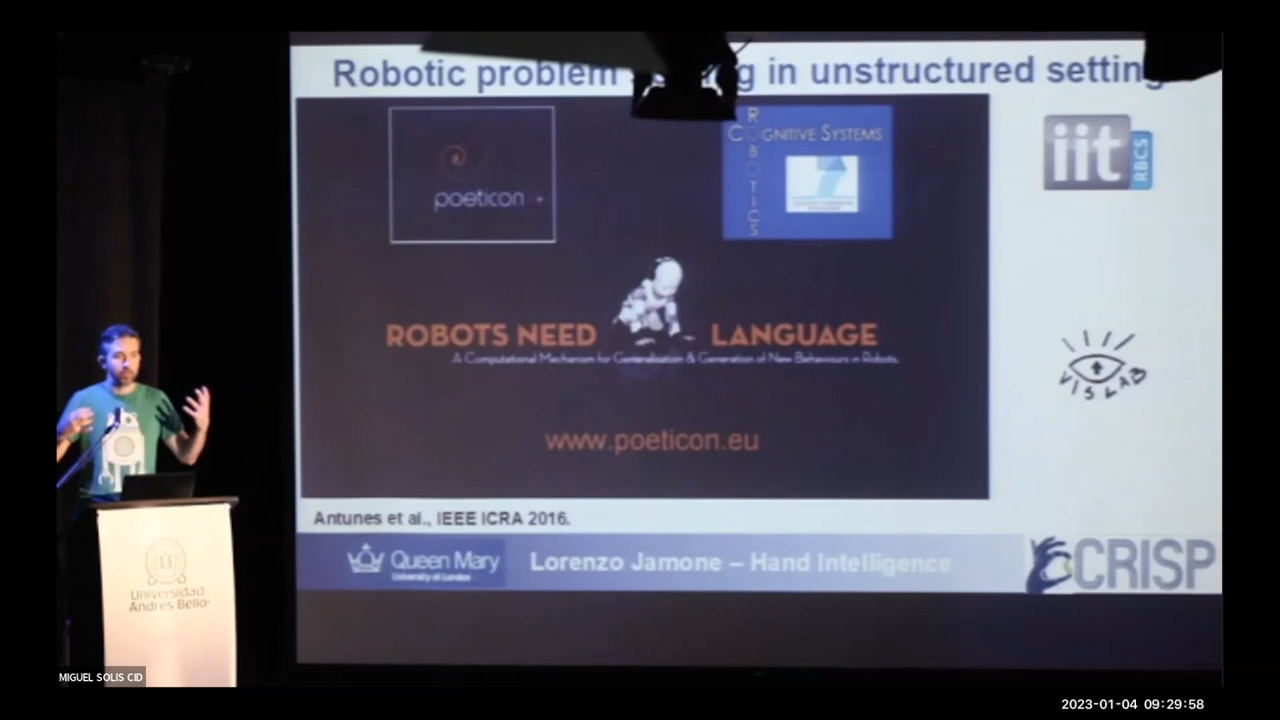 Robotic problem g in unstructured setting
poeticon
ROBOTICS
COGNITIVE SYSTEMS
iit
RBCS
ROBOTS NEED LANGUAGE
A Computational Mechanism for Generalisation & Generation of New Behaviours in Robots.
VISLAB
www.poeticon.eu
Antunes et al., IEEE ICRA 2016.
Queen Mary
University of London
Lorenzo Jamone – Hand Intelligence
CRISP
Universidad
Andrés Bello
MIGUEL SOLIS CID
2023-01-04 09:29:58